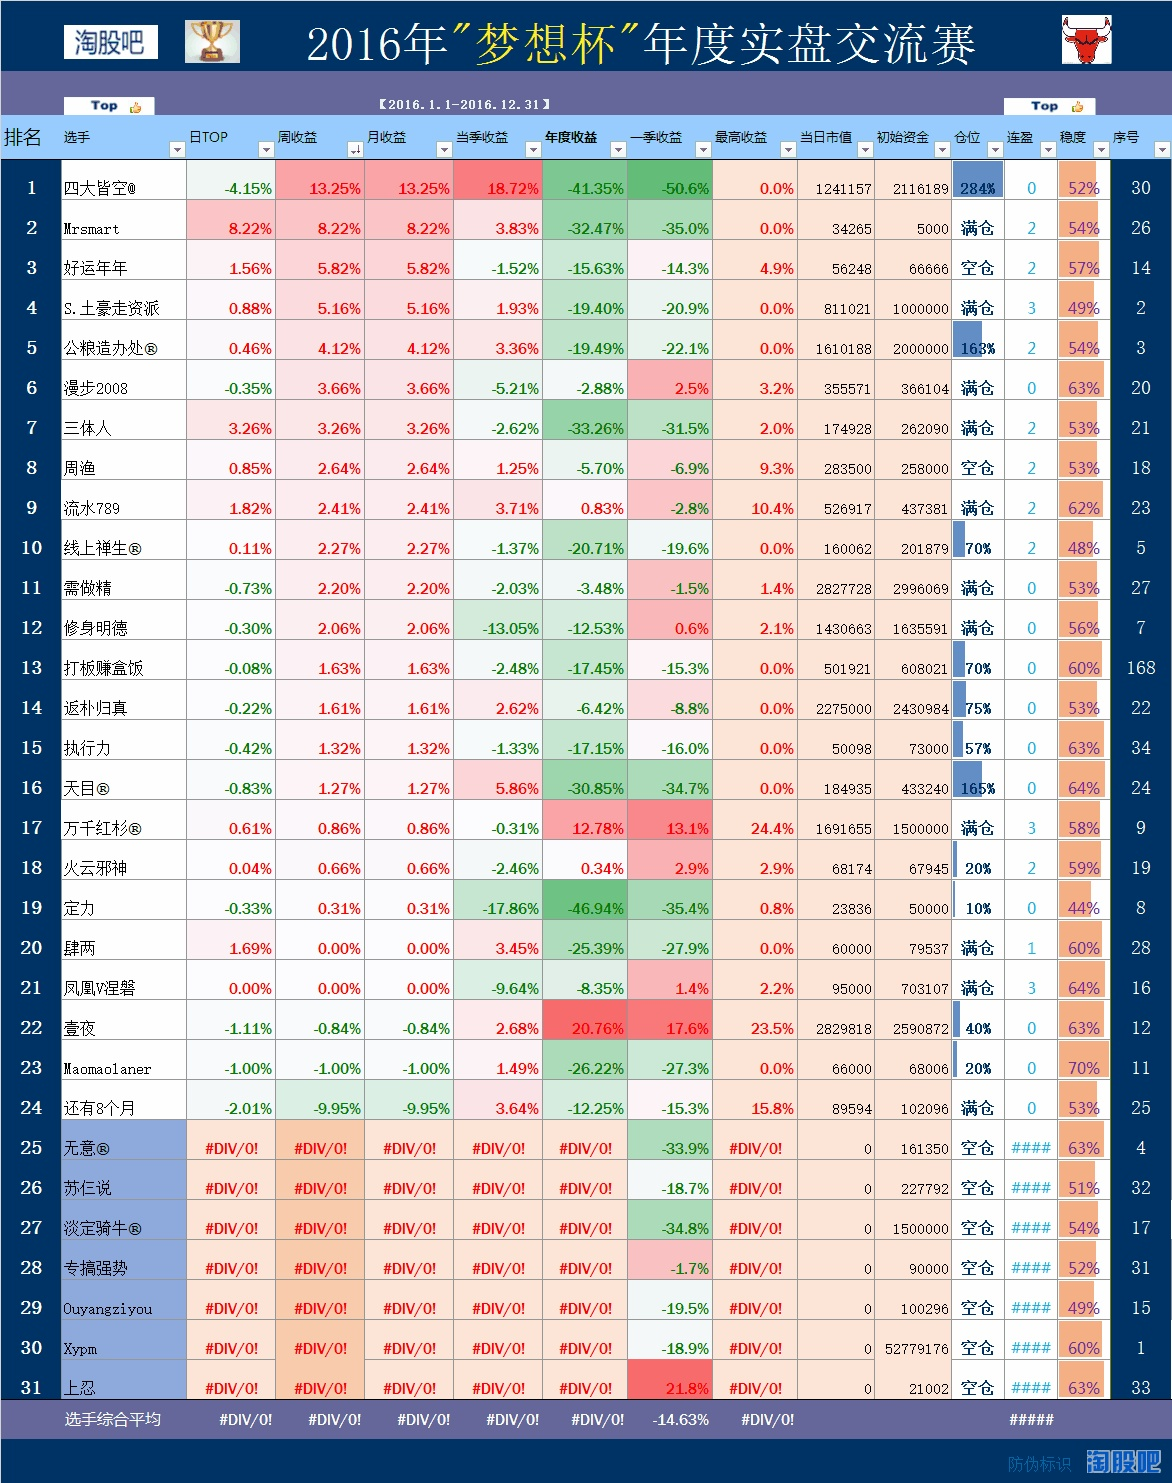 淘股吧 2016年"梦想杯"年度实盘交流赛
Top 【2016.1.1-2016.12.31】 Top
排名 选手 日TOP 周收益 月收益 当季收益 年度收益 一季收益 最高收益 当日市值 初始资金 仓位 连盈 稳度 序号
1 四大皆空@ -4.15% 13.25% 13.25% 18.72% -41.35% -50.6% 0.0% 1241157 2116189 284% 0 52% 30
2 Mrsmart 8.22% 8.22% 8.22% 3.83% -32.47% -35.0% 0.0% 34265 5000 满仓 2 54% 26
3 好运年年 1.56% 5.82% 5.82% -1.52% -15.63% -14.3% 4.9% 56248 66666 空仓 2 57% 14
4 S.土豪走资派 0.88% 5.16% 5.16% 1.93% -19.40% -20.9% 0.0% 811021 1000000 满仓 3 49% 2
5 公粮造办处® 0.46% 4.12% 4.12% 3.36% -19.49% -22.1% 0.0% 1610188 2000000 163% 2 54% 3
6 漫步2008 -0.35% 3.66% 3.66% -5.21% -2.88% 2.5% 3.2% 355571 366104 满仓 0 63% 20
7 三体人 3.26% 3.26% 3.26% -2.62% -33.26% -31.5% 2.0% 174928 262090 满仓 2 53% 21
8 周渔 0.85% 2.64% 2.64% 1.25% -5.70% -6.9% 9.3% 283500 258000 空仓 2 53% 18
9 流水789 1.82% 2.41% 2.41% 3.71% 0.83% -2.8% 10.4% 526917 437381 满仓 2 62% 23
10 线上禅生® 0.11% 2.27% 2.27% -1.37% -20.71% -19.6% 0.0% 160062 201879 70% 2 48% 5
11 需做精 -0.73% 2.20% 2.20% -2.03% -3.48% -1.5% 1.4% 2827728 2996069 满仓 0 53% 27
12 修身明德 -0.30% 2.06% 2.06% -13.05% -12.53% 0.6% 2.1% 1430663 1635591 满仓 0 56% 7
13 打板赚盒饭 -0.08% 1.63% 1.63% -2.48% -17.45% -15.3% 0.0% 501921 608021 70% 0 60% 168
14 返朴归真 -0.22% 1.61% 1.61% 2.62% -6.42% -8.8% 0.0% 2275000 2430984 75% 0 53% 22
15 执行力 -0.42% 1.32% 1.32% -1.33% -17.15% -16.0% 0.0% 50098 73000 57% 0 63% 34
16 天目® -0.83% 1.27% 1.27% 5.86% -30.85% -34.7% 0.0% 184935 433240 165% 0 64% 24
17 万千红杉® 0.61% 0.86% 0.86% -0.31% 12.78% 13.1% 24.4% 1691655 1500000 满仓 3 58% 9
18 火云邪神 0.04% 0.66% 0.66% -2.46% 0.34% 2.9% 2.9% 68174 67945 20% 2 59% 19
19 定力 -0.33% 0.31% 0.31% -17.86% -46.94% -35.4% 0.8% 23836 50000 10% 0 44% 8
20 肆两 1.69% 0.00% 0.00% 3.45% -25.39% -27.9% 0.0% 60000 79537 满仓 1 60% 28
21 凤凰V涅磐 0.00% 0.00% 0.00% -9.64% -8.35% 1.4% 2.2% 95000 703107 满仓 3 64% 16
22 壹夜 -1.11% -0.84% -0.84% 2.68% 20.76% 17.6% 23.5% 2829818 2590872 40% 0 63% 12
23 Maomaolaner -1.00% -1.00% -1.00% 1.49% -26.22% -27.3% 0.0% 66000 68006 20% 0 70% 11
24 还有8个月 -2.01% -9.95% -9.95% 3.64% -12.25% -15.3% 15.8% 89594 102096 满仓 0 53% 25
25 无意® #DIV/0! #DIV/0! #DIV/0! #DIV/0! #DIV/0! -33.9% #DIV/0! 0 161350 空仓 #### 63% 4
26 苏仨说 #DIV/0! #DIV/0! #DIV/0! #DIV/0! #DIV/0! -18.7% #DIV/0! 0 227792 空仓 #### 51% 32
27 淡定骑牛® #DIV/0! #DIV/0! #DIV/0! #DIV/0! #DIV/0! -34.8% #DIV/0! 0 1500000 空仓 #### 54% 17
28 专搞强势 #DIV/0! #DIV/0! #DIV/0! #DIV/0! #DIV/0! -1.7% #DIV/0! 0 90000 空仓 #### 52% 31
29 Ouyangziyou #DIV/0! #DIV/0! #DIV/0! #DIV/0! #DIV/0! -19.5% #DIV/0! 0 100296 空仓 #### 49% 15
30 Xypm #DIV/0! #DIV/0! #DIV/0! #DIV/0! #DIV/0! -18.9% #DIV/0! 0 52779176 空仓 #### 60% 1
31 上忍 #DIV/0! #DIV/0! #DIV/0! #DIV/0! #DIV/0! 21.8% #DIV/0! 0 21002 空仓 #### 63% 33
选手综合平均 #DIV/0! #DIV/0! #DIV/0! #DIV/0! #DIV/0! -14.63% #DIV/0! #####
防伪标识 淘股吧